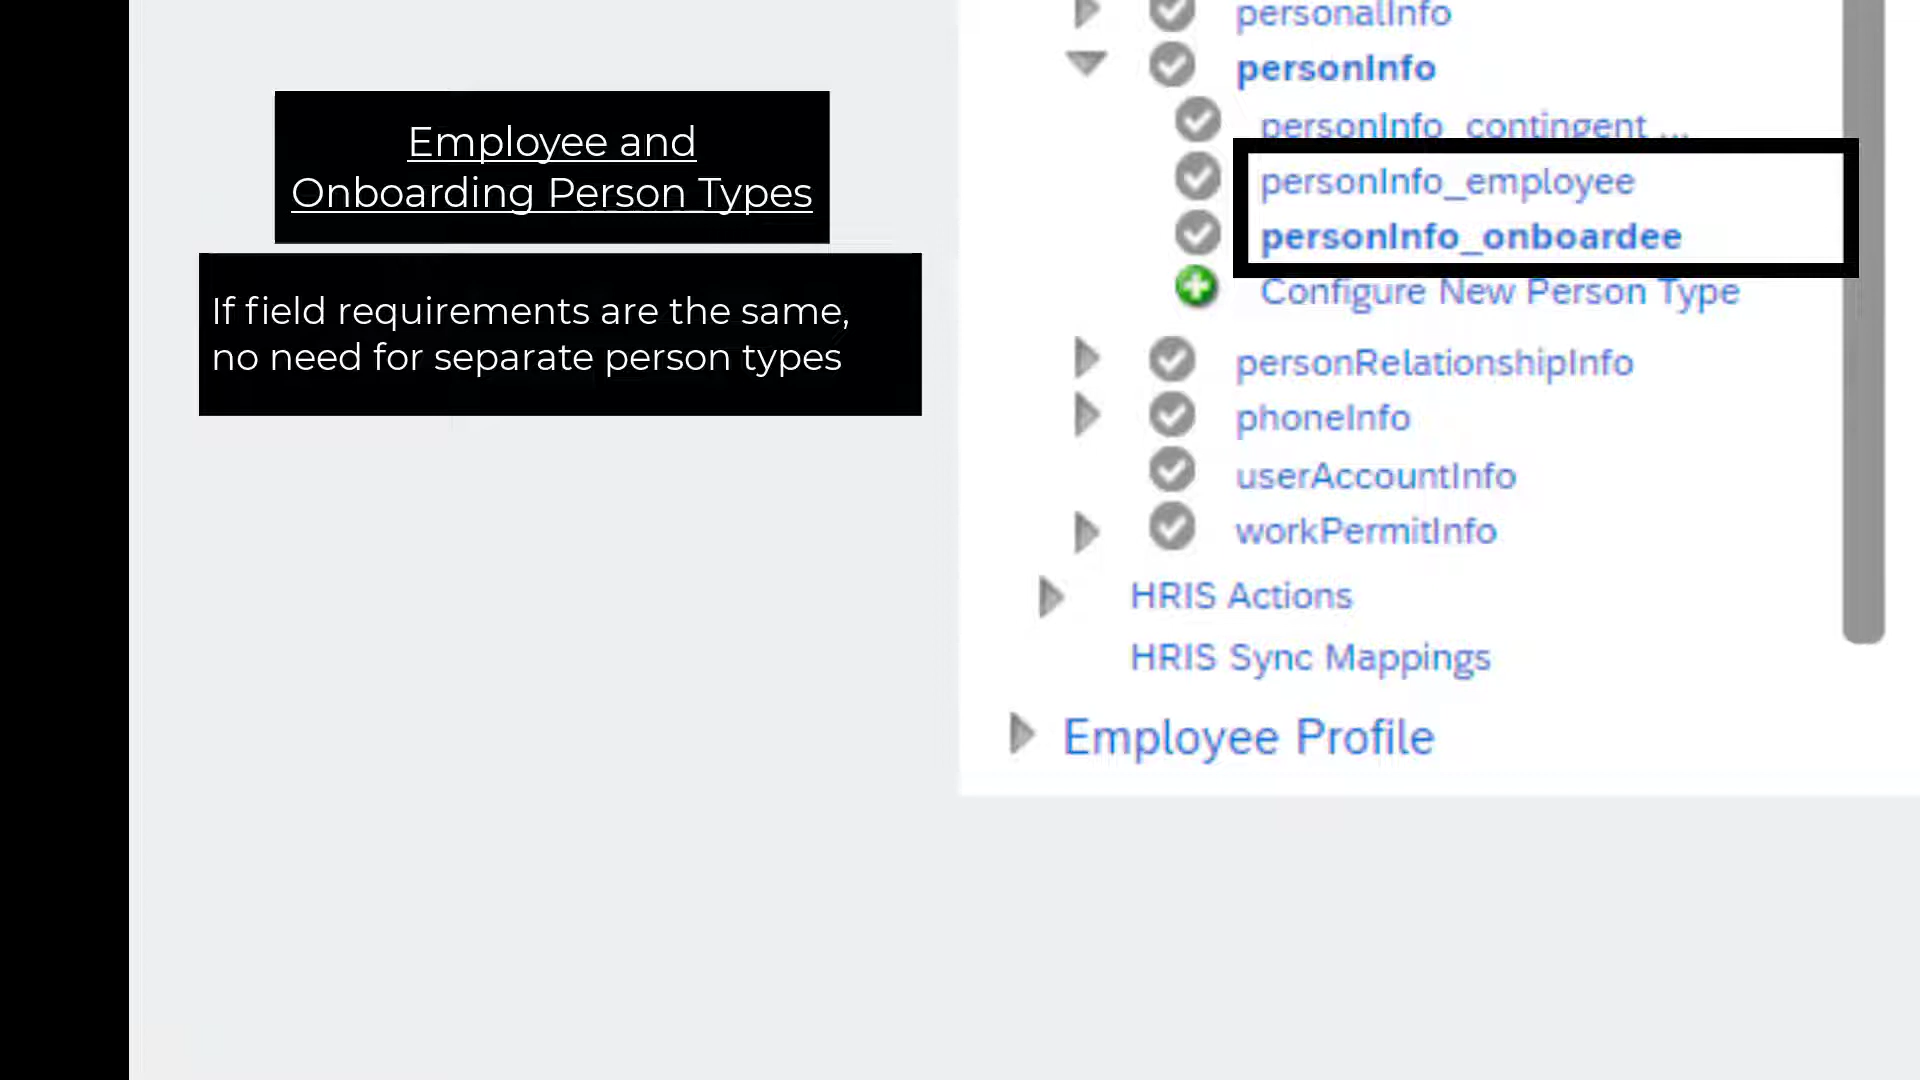 Employee and
Onboarding Person Types
If field requirements are the same,
no need for separate person types
personalInfo
personInfo
personInfo_contingent ...
personInfo_employee
personInfo_onboardee
Configure New Person Type
personRelationshipInfo
phoneInfo
userAccountInfo
workPermitInfo
HRIS Actions
HRIS Sync Mappings
Employee Profile